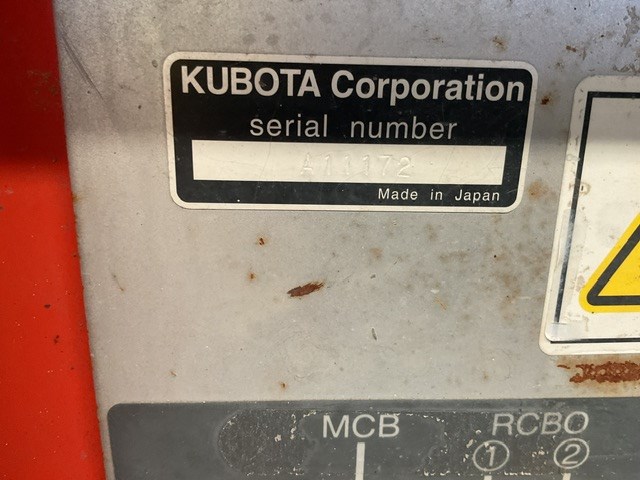 KUBOTA Corporation
serial number
A11172
Made in Japan
MCB
RCBO
① ②